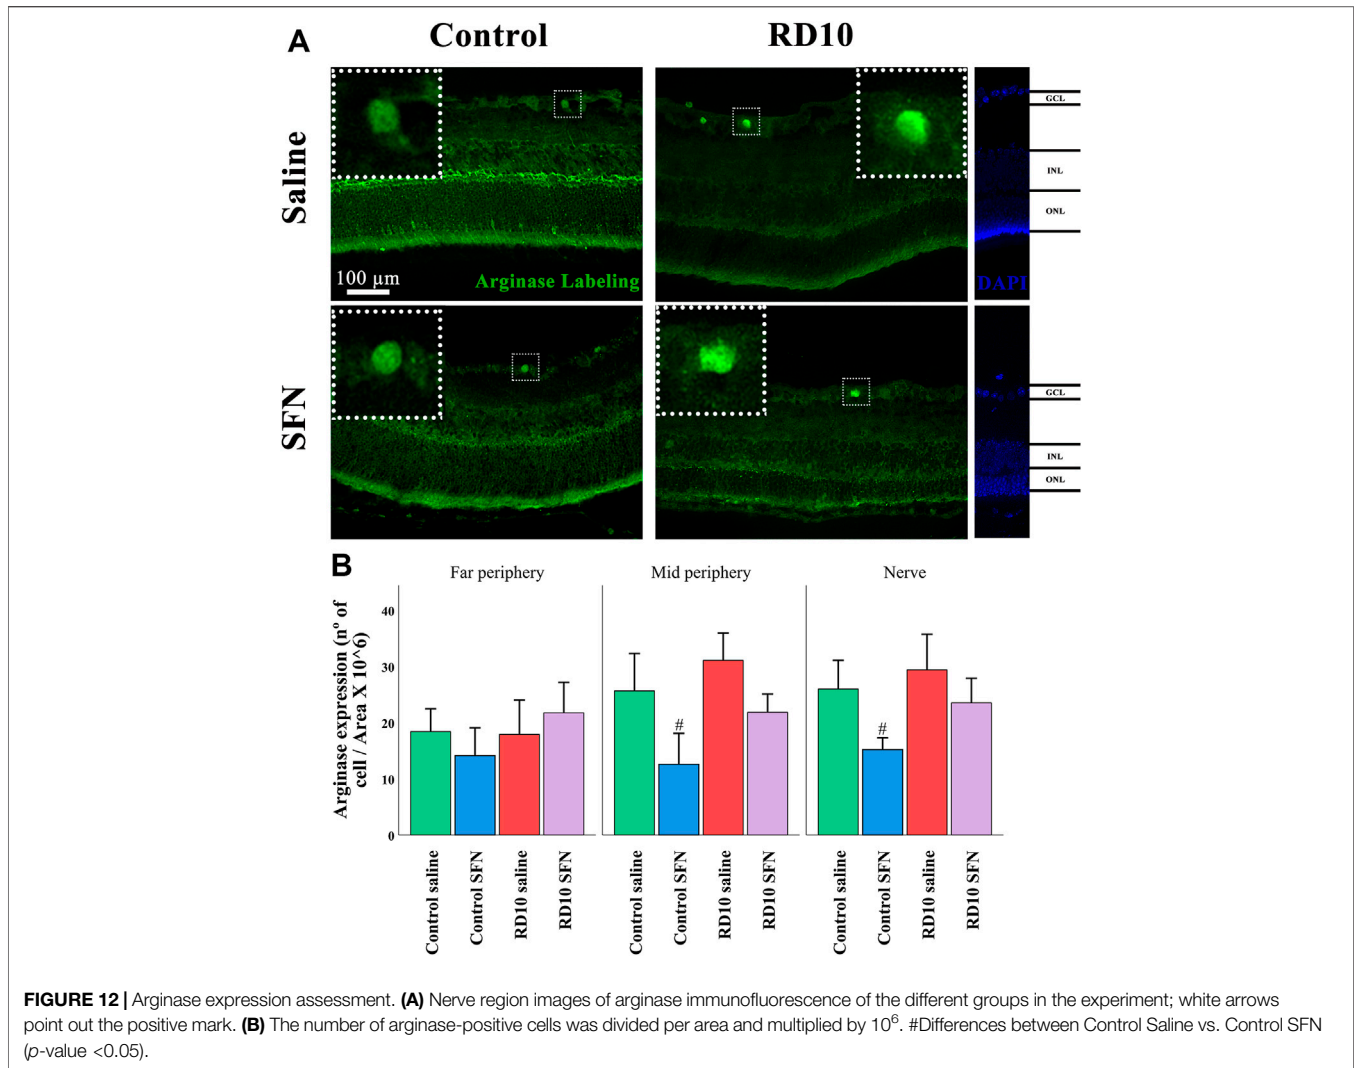 A
Control
RD10
Saline
SFN
GCL
INL
ONL
100 µm
Arginase Labeling
DAPI
GCL
INL
ONL
B
Far periphery
Mid periphery
Nerve
Arginase expression (nº of
cell / Area X 10^6)
40
30
20
10
0
#
#
Control saline
Control SFN
RD10 saline
RD10 SFN
Control saline
Control SFN
RD10 saline
RD10 SFN
Control saline
Control SFN
RD10 saline
RD10 SFN
FIGURE 12 | Arginase expression assessment. (A) Nerve region images of arginase immunofluorescence of the different groups in the experiment; white arrows
point out the positive mark. (B) The number of arginase-positive cells was divided per area and multiplied by 10⁶. #Differences between Control Saline vs. Control SFN
(p-value <0.05).